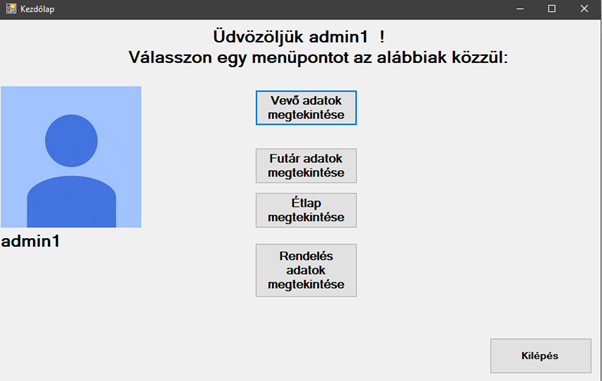 Kezdőlap
Üdvözöljük admin1 !
Válasszon egy menüpontot az alábbiak közzül:
Vevő adatok
megtekintése
Futár adatok
megtekintése
Étlap
megtekintése
admin1
Rendelés
adatok
megtekintése
Kilépés